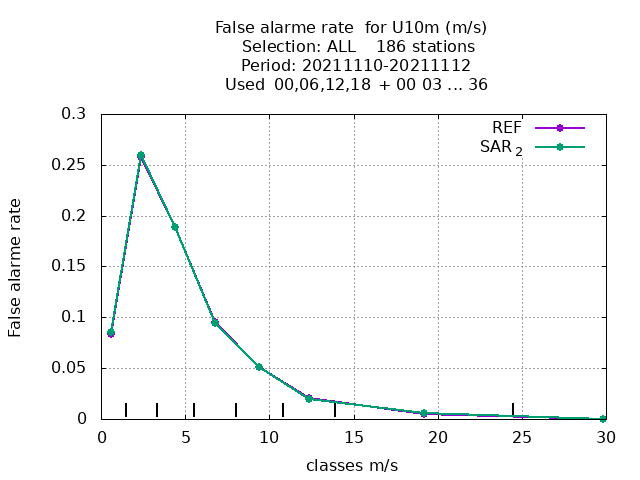 False alarme rate  for U10m (m/s)
Selection: ALL    186 stations
Period: 20211110-20211112
Used  00,06,12,18  + 00 03 ... 36
REF
SAR 2
0.3
0.25
0.2
0.15
0.1
0.05
0
False alarme rate
0 5 10 15 20 25 30
classes m/s